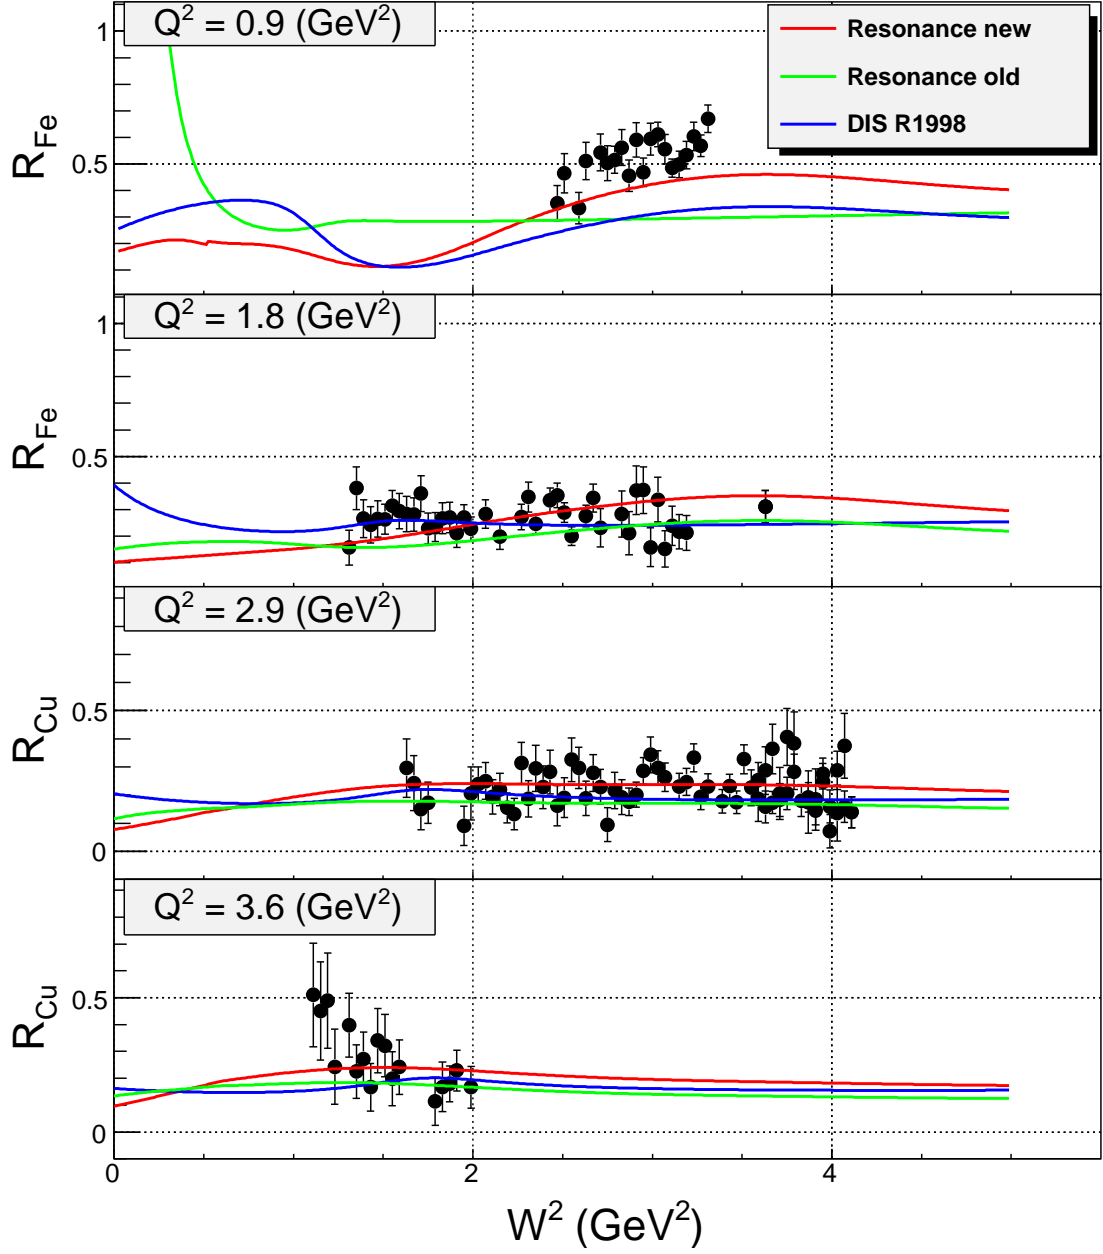 Q² = 0.9 (GeV²)
Resonance new
Resonance old
DIS R1998
1
0.5
R_Fe
Q² = 1.8 (GeV²)
1
0.5
R_Fe
Q² = 2.9 (GeV²)
0.5
0
R_Cu
Q² = 3.6 (GeV²)
0.5
0
R_Cu
0 2 4
W² (GeV²)